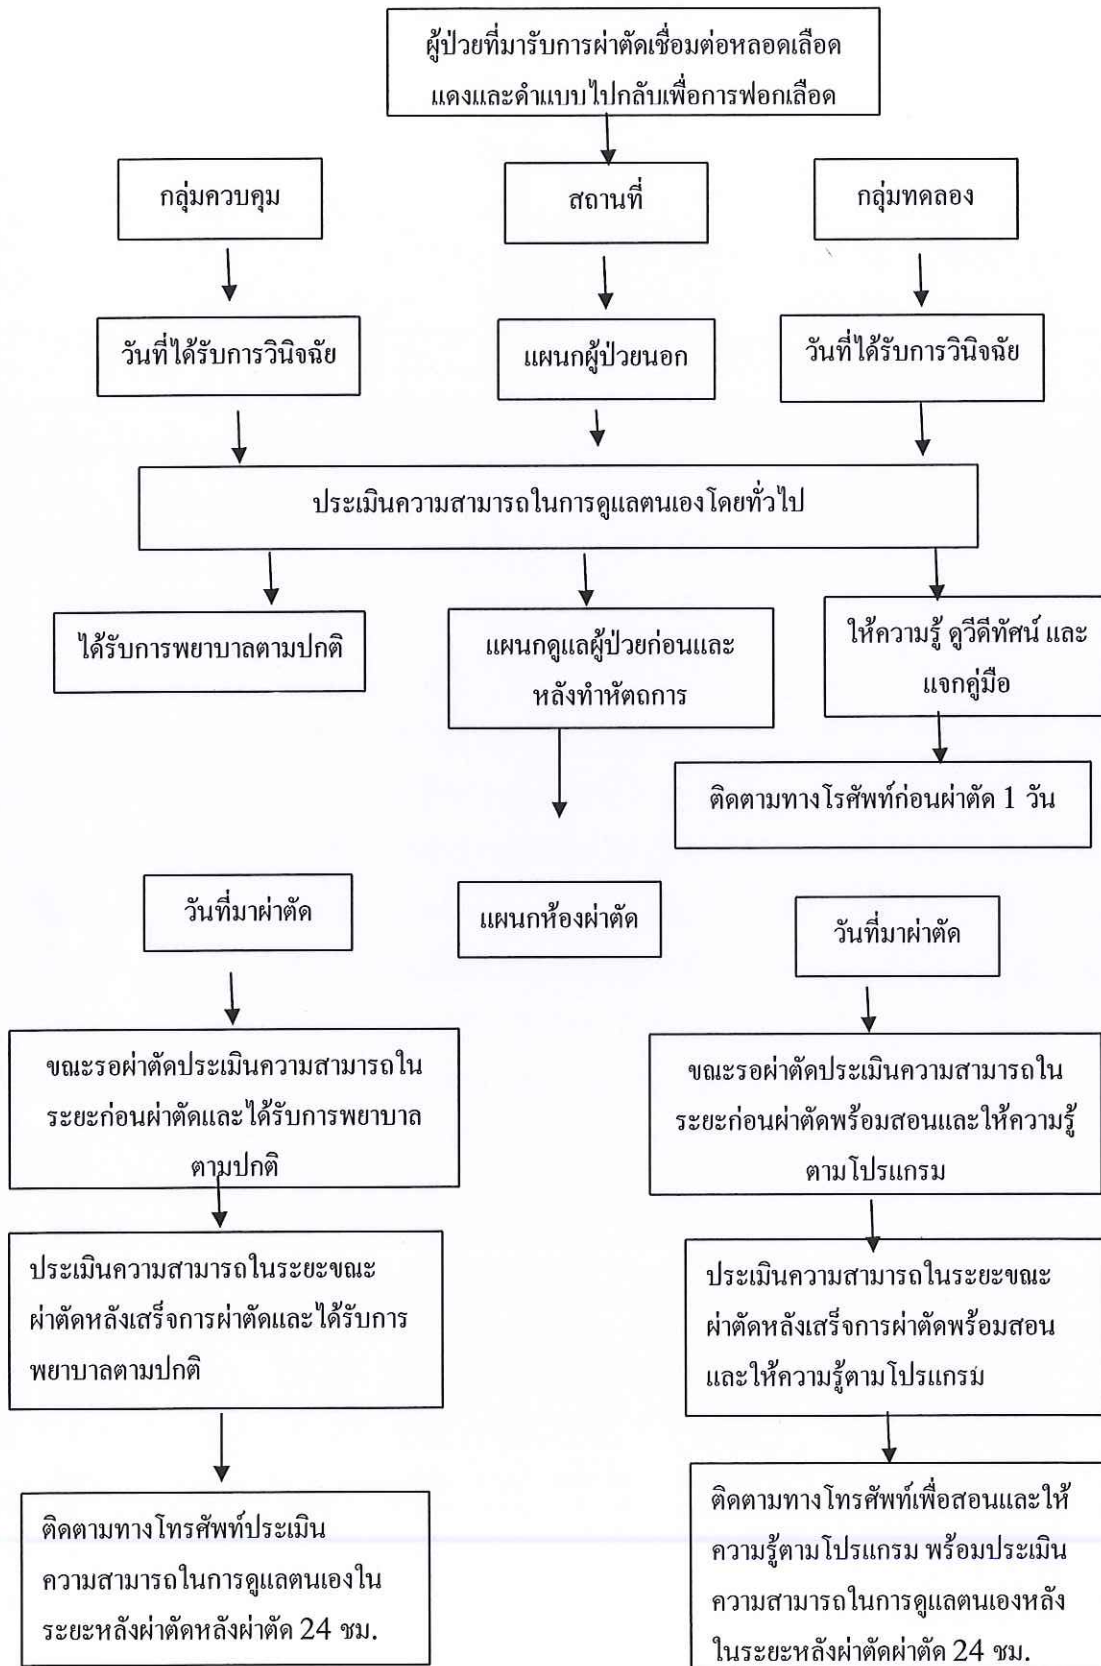 ผู้ป่วยที่มารับการผ่าตัดเชื่อมต่อหลอดเลือด
แดงและดำแบบไปกลับเพื่อการฟอกเลือด
กลุ่มควบคุม
สถานที่
กลุ่มทดลอง
วันที่ได้รับการวินิจฉัย
แผนกผู้ป่วยนอก
วันที่ได้รับการวินิจฉัย
ประเมินความสามารถในการดูแลตนเองโดยทั่วไป
ได้รับการพยาบาลตามปกติ
แผนกดูแลผู้ป่วยก่อนและ
หลังทำหัตถการ
ให้ความรู้ ดูวีดีทัศน์ และ
แจกคู่มือ
ติดตามทางโรศัพท์ก่อนผ่าตัด 1 วัน
วันที่มาผ่าตัด
แผนกห้องผ่าตัด
วันที่มาผ่าตัด
ขณะรอผ่าตัดประเมินความสามารถใน
ระยะก่อนผ่าตัดและได้รับการพยาบาล
ตามปกติ
ขณะรอผ่าตัดประเมินความสามารถใน
ระยะก่อนผ่าตัดพร้อมสอนและให้ความรู้
ตามโปรแกรม
ประเมินความสามารถในระยะขณะ
ผ่าตัดหลังเสร็จการผ่าตัดและได้รับการ
พยาบาลตามปกติ
ประเมินความสามารถในระยะขณะ
ผ่าตัดหลังเสร็จการผ่าตัดพร้อมสอน
และให้ความรู้ตามโปรแกรม
ติดตามทางโทรศัพท์ประเมิน
ความสามารถในการดูแลตนเองใน
ระยะหลังผ่าตัดหลังผ่าตัด 24 ชม.
ติดตามทางโทรศัพท์เพื่อสอนและให้
ความรู้ตามโปรแกรม พร้อมประเมิน
ความสามารถในการดูแลตนเองหลัง
ในระยะหลังผ่าตัดผ่าตัด 24 ชม.